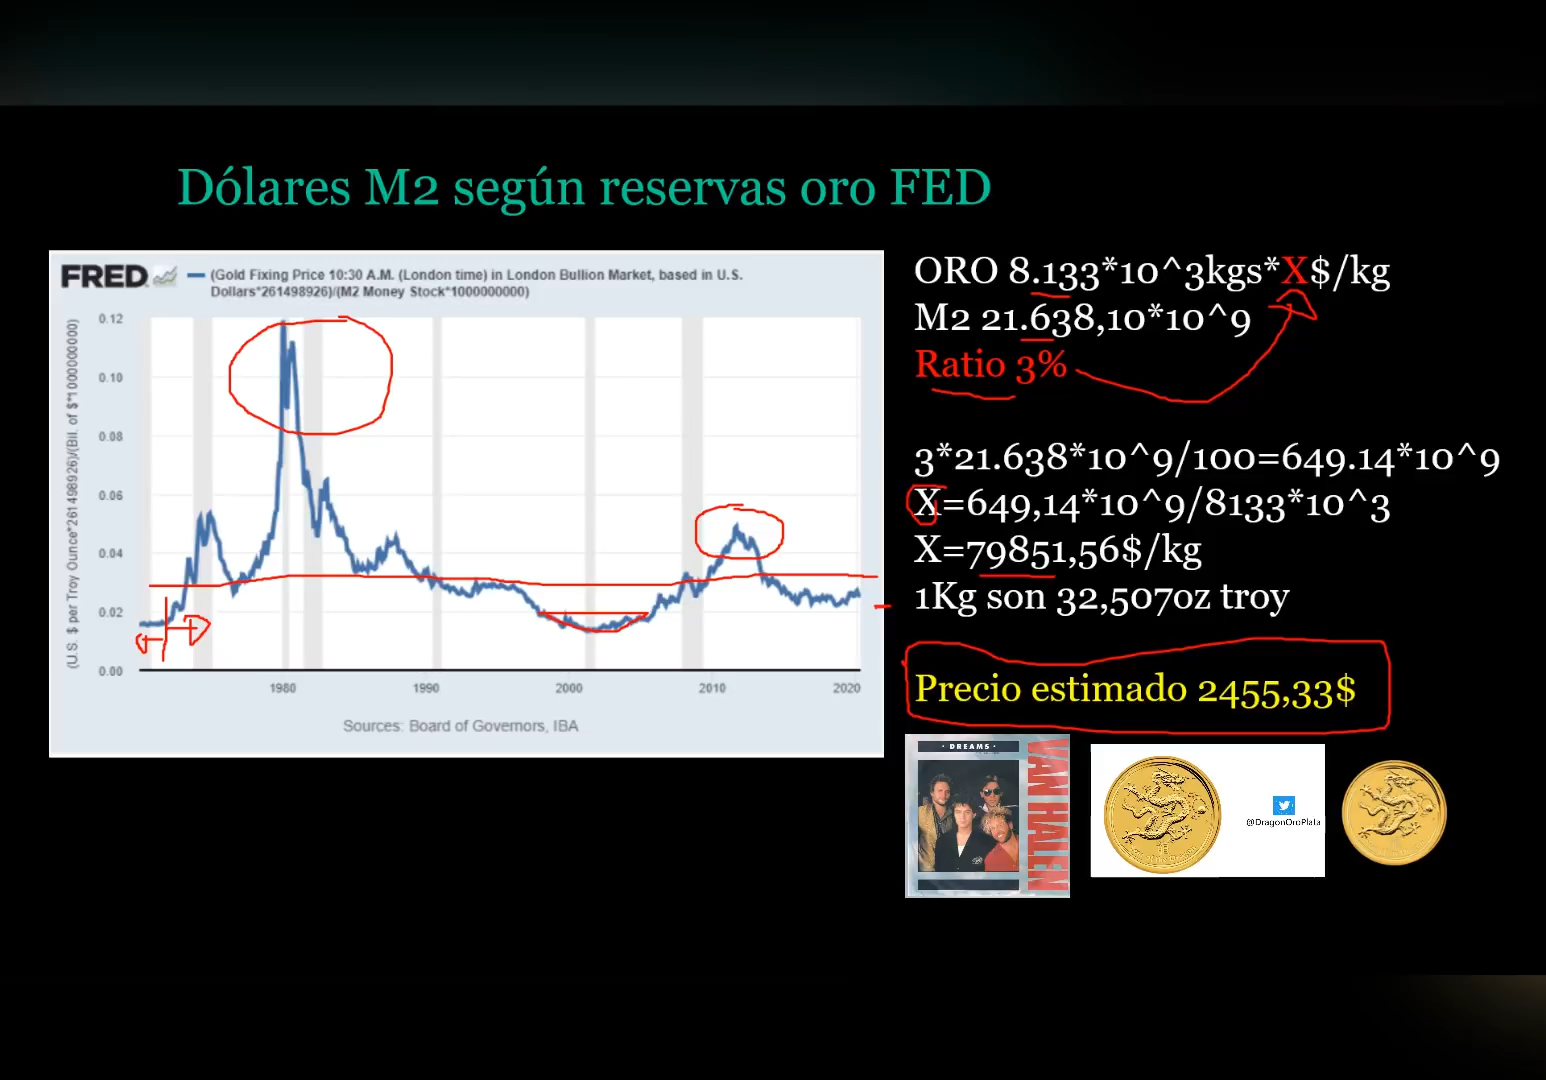 Dólares M2 según reservas oro FED
FRED
(Gold Fixing Price 10:30 A.M. (London time) in London Bullion Market, based in U.S.
Dollars*261498926)/(M2 Money Stock*1000000000)
(U.S. $ per Troy Ounce*261498926)/(Bil. of $*1000000000)
0.12
0.10
0.08
0.06
0.04
0.02
0.00
1980
1990
2000
2010
2020
Sources: Board of Governors, IBA
ORO 8.133*10^3kgs*X$/kg
M2 21.638,10*10^9
Ratio 3%
3*21.638*10^9/100=649.14*10^9
X=649,14*10^9/8133*10^3
X=79851,56$/kg
1Kg son 32,507oz troy
Precio estimado 2455,33$
· DREAMS ·
VAN HALEN
@DragonOroPlata